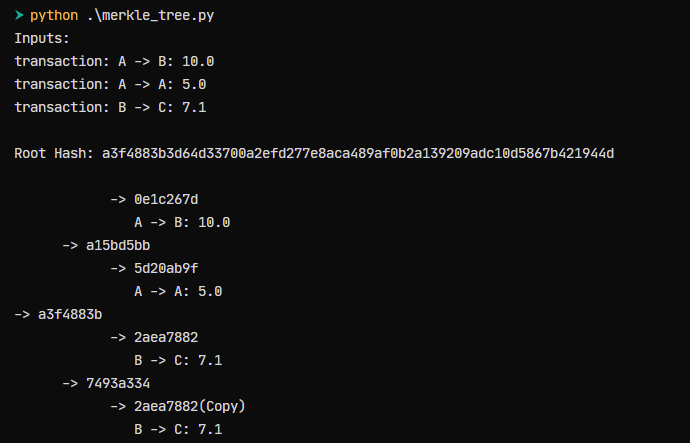 ➤ python .\merkle_tree.py
Inputs:
transaction: A -> B: 10.0
transaction: A -> A: 5.0
transaction: B -> C: 7.1

Root Hash: a3f4883b3d64d33700a2efd277e8aca489af0b2a139209adc10d5867b421944d

            -> 0e1c267d
               A -> B: 10.0
      -> a15bd5bb
            -> 5d20ab9f
               A -> A: 5.0
-> a3f4883b
            -> 2aea7882
               B -> C: 7.1
      -> 7493a334
            -> 2aea7882(Copy)
               B -> C: 7.1